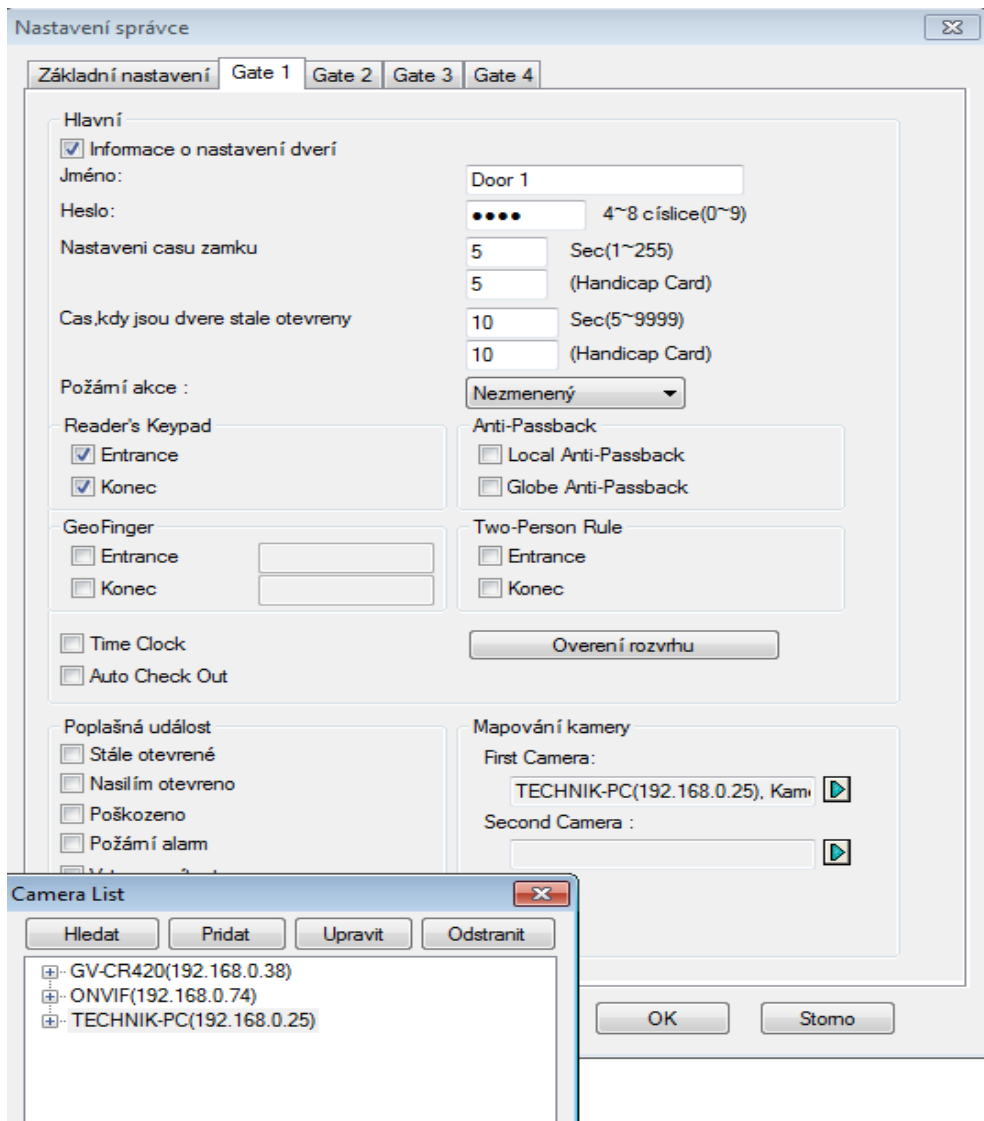 Nastavení správce
Základní nastavení Gate 1 Gate 2 Gate 3 Gate 4
Hlavní
Informace o nastavení dverí
Jméno: Door 1
Heslo: •••• 4~8 císlice(0~9)
Nastaveni casu zamku 5 Sec(1~255)
5 (Handicap Card)
Cas,kdy jsou dvere stale otevreny 10 Sec(5~9999)
10 (Handicap Card)
Požární akce : Nezmenený
Reader's Keypad Anti-Passback
Entrance Local Anti-Passback
Konec Globe Anti-Passback
GeoFinger Two-Person Rule
Entrance Entrance
Konec Konec
Time Clock Overení rozvrhu
Auto Check Out
Poplašná událost Mapování kamery
Stále otevrené First Camera:
Nasilím otevreno TECHNIK-PC(192.168.0.25), Kam
Poškozeno Second Camera :
Požární alarm
Camera List
Hledat Pridat Upravit Odstranit
GV-CR420(192.168.0.38)
ONVIF(192.168.0.74)
TECHNIK-PC(192.168.0.25)
OK Storno